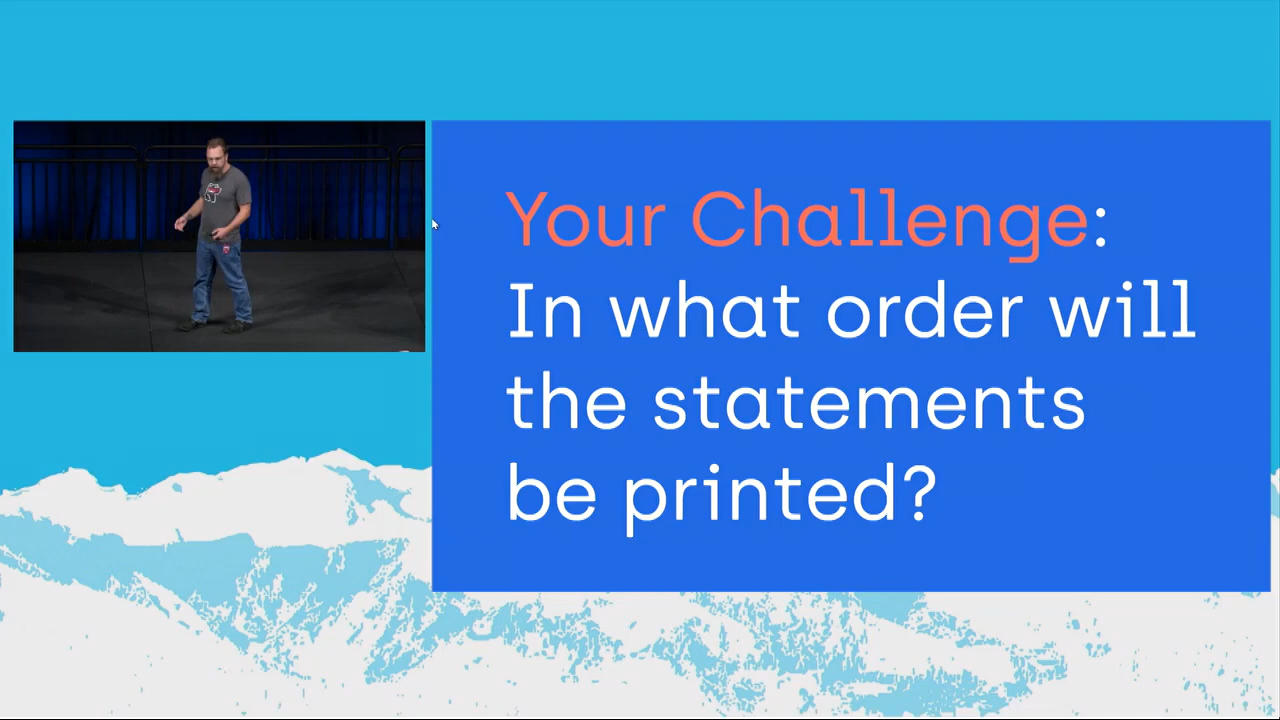 Your Challenge:
In what order will
the statements
be printed?